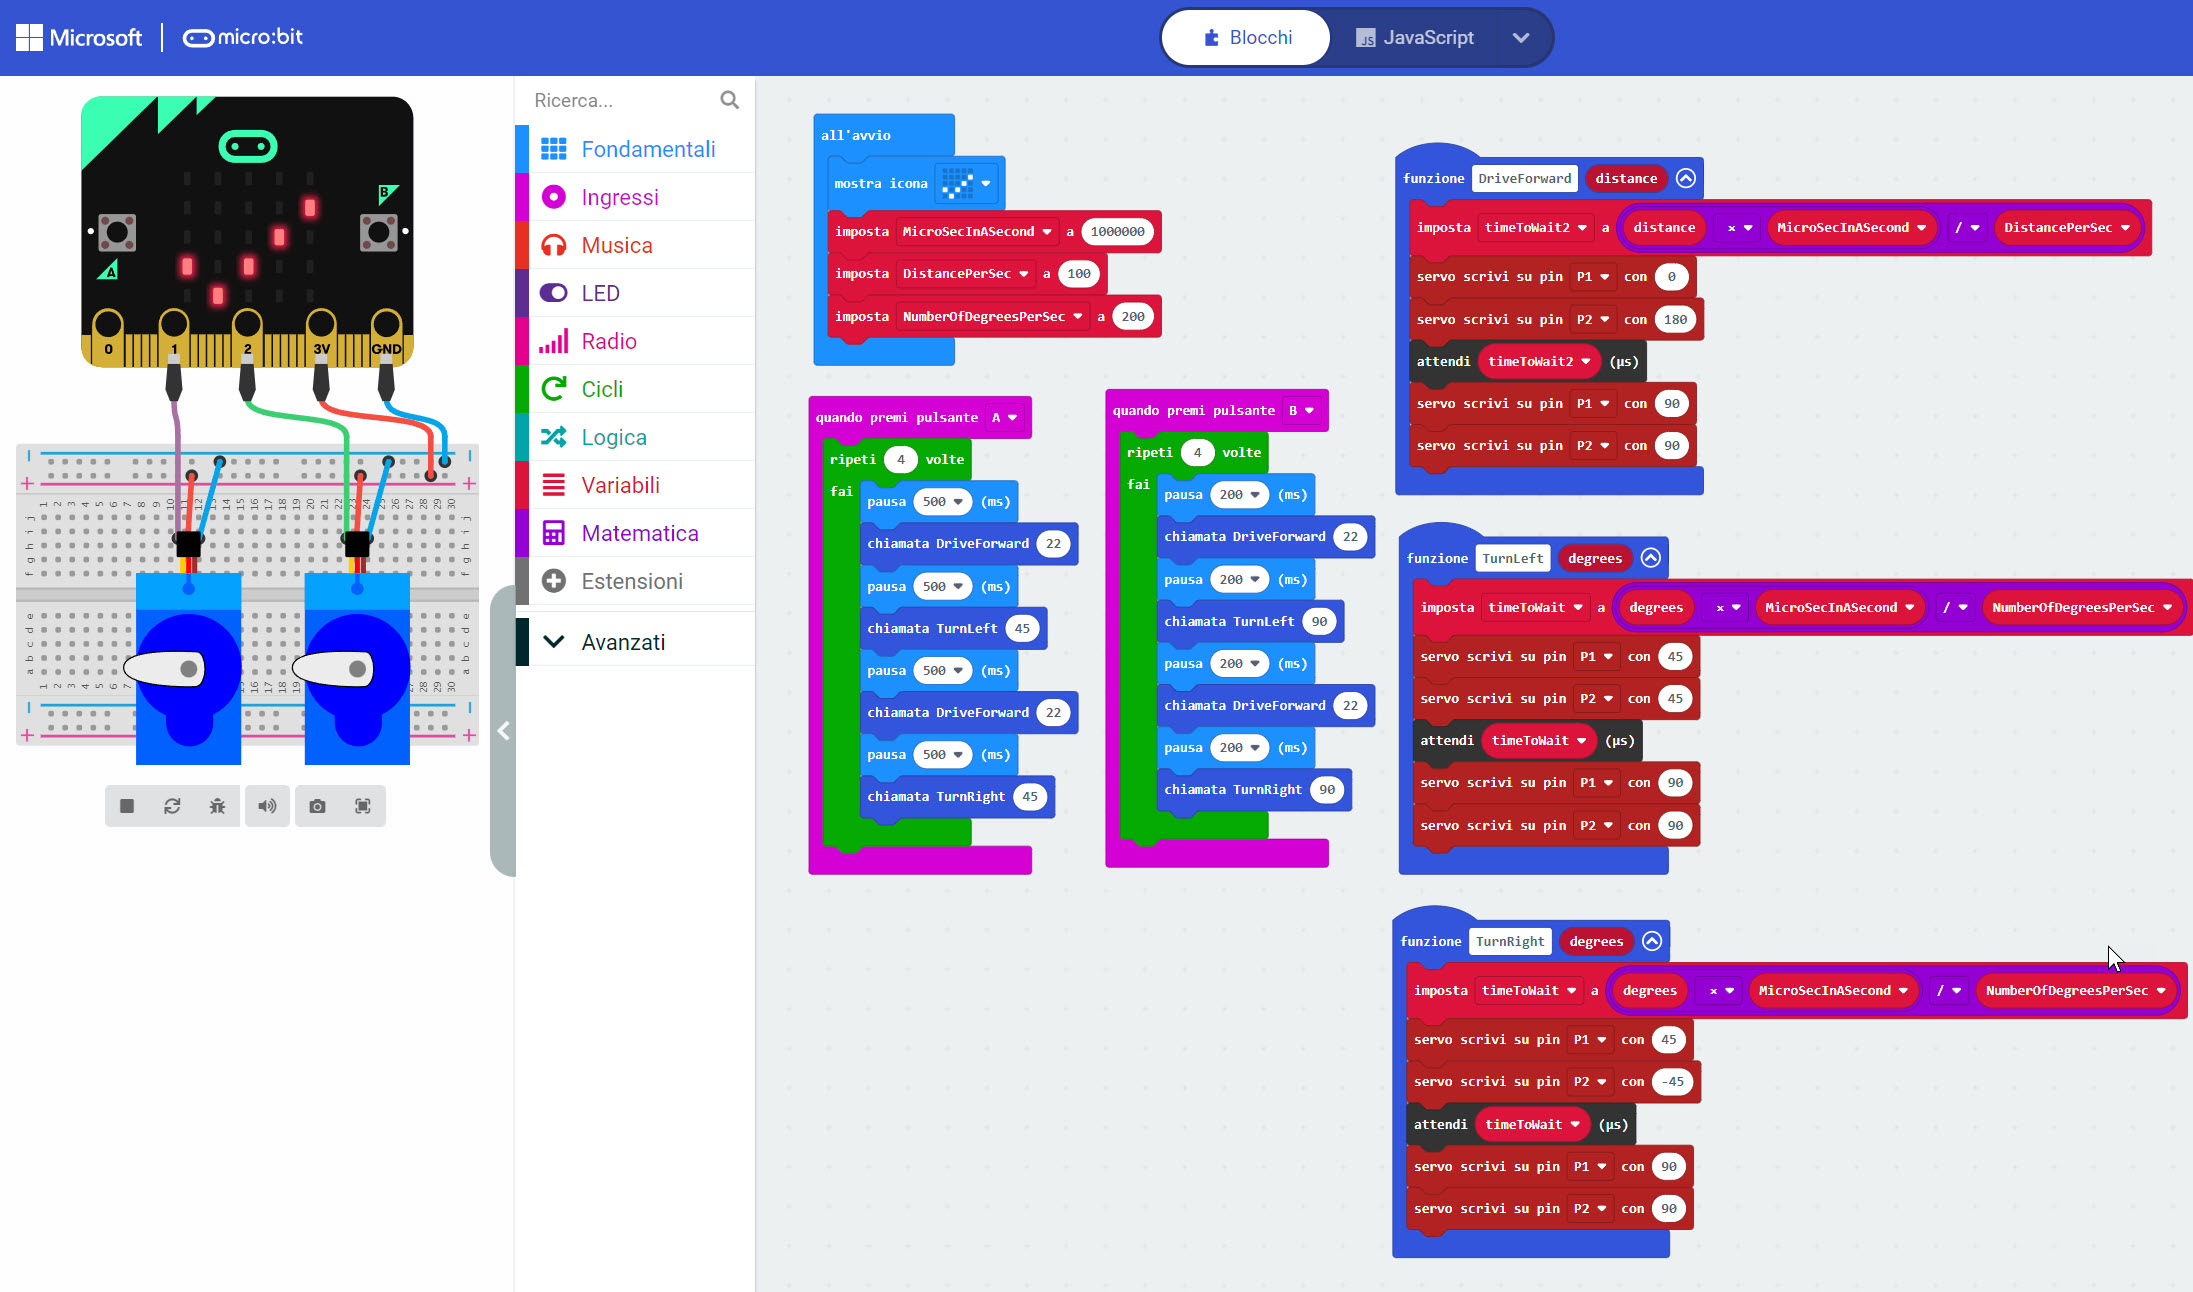 Microsoft micro:bit
Blocchi
JavaScript
Ricerca...
Fondamentali
Ingressi
Musica
LED
Radio
Cicli
Logica
Variabili
Matematica
Estensioni
Avanzati
B
A
0 1 2 3V GND
all'avvio
mostra icona
imposta MicroSecInASecond a 1000000
imposta DistancePerSec a 100
imposta NumberOfDegreesPerSec a 200
quando premi pulsante A
ripeti 4 volte
fai
pausa 500 (ms)
chiamata DriveForward 22
pausa 500 (ms)
chiamata TurnLeft 45
pausa 500 (ms)
chiamata DriveForward 22
pausa 500 (ms)
chiamata TurnRight 45
quando premi pulsante B
ripeti 4 volte
fai
pausa 200 (ms)
chiamata DriveForward 22
pausa 200 (ms)
chiamata TurnLeft 90
pausa 200 (ms)
chiamata DriveForward 22
pausa 200 (ms)
chiamata TurnRight 90
funzione DriveForward distance
imposta timeToWait2 a distance × MicroSecInASecond / DistancePerSec
servo scrivi su pin P1 con 0
servo scrivi su pin P2 con 180
attendi timeToWait2 (µs)
servo scrivi su pin P1 con 90
servo scrivi su pin P2 con 90
funzione TurnLeft degrees
imposta timeToWait a degrees × MicroSecInASecond / NumberOfDegreesPerSec
servo scrivi su pin P1 con 45
servo scrivi su pin P2 con 45
attendi timeToWait (µs)
servo scrivi su pin P1 con 90
servo scrivi su pin P2 con 90
funzione TurnRight degrees
imposta timeToWait a degrees × MicroSecInASecond / NumberOfDegreesPerSec
servo scrivi su pin P1 con 45
servo scrivi su pin P2 con -45
attendi timeToWait (µs)
servo scrivi su pin P1 con 90
servo scrivi su pin P2 con 90